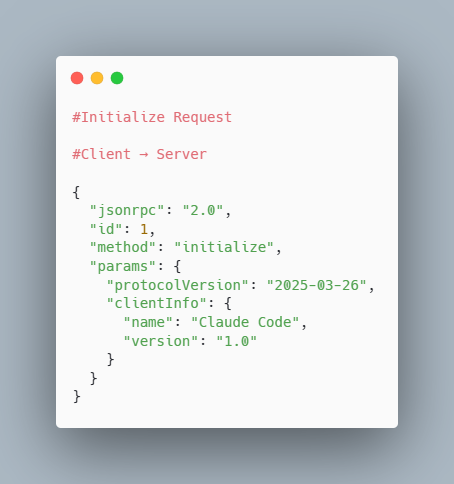 #Initialize Request
#Client → Server
{
  "jsonrpc": "2.0",
  "id": 1,
  "method": "initialize",
  "params": {
    "protocolVersion": "2025-03-26",
    "clientInfo": {
      "name": "Claude Code",
      "version": "1.0"
    }
  }
}